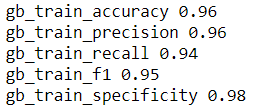 gb_train_accuracy 0.96
gb_train_precision 0.96
gb_train_recall 0.94
gb_train_f1 0.95
gb_train_specificity 0.98